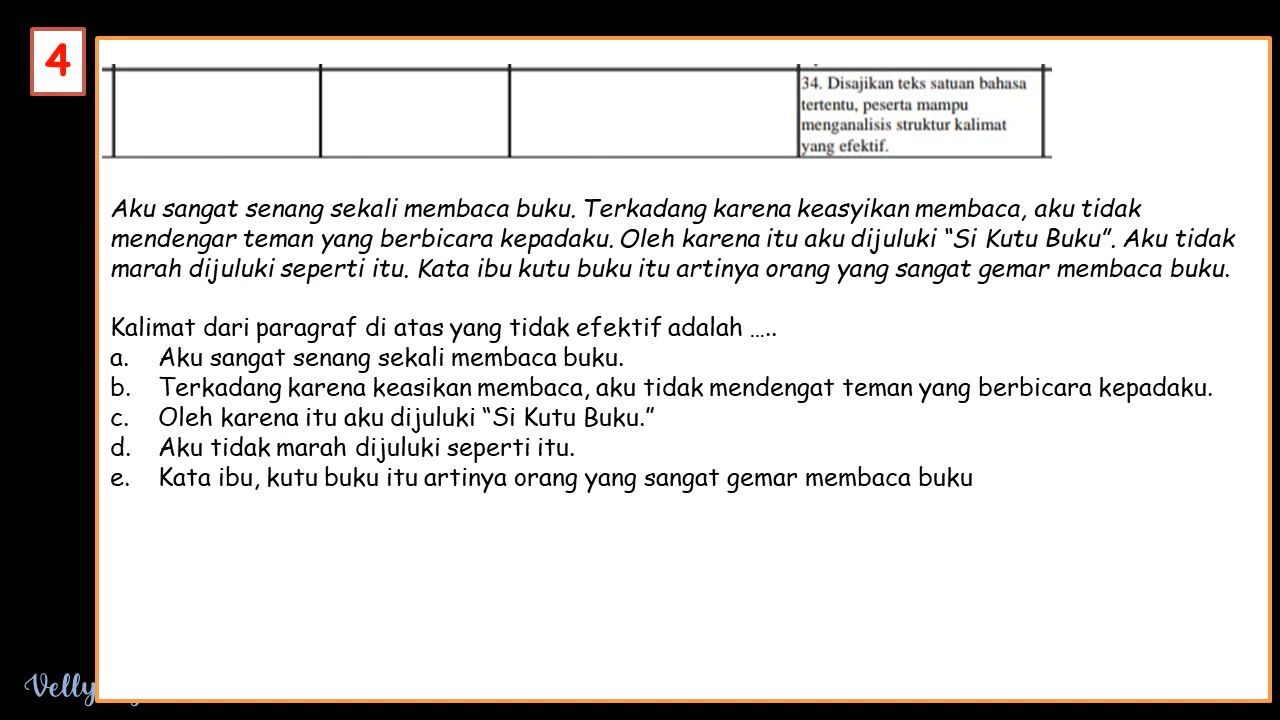 4
34. Disajikan teks satuan bahasa
tertentu, peserta mampu
menganalisis struktur kalimat
yang efektif.
Aku sangat senang sekali membaca buku. Terkadang karena keasyikan membaca, aku tidak
mendengar teman yang berbicara kepadaku. Oleh karena itu aku dijuluki “Si Kutu Buku”. Aku tidak
marah dijuluki seperti itu. Kata ibu kutu buku itu artinya orang yang sangat gemar membaca buku.
Kalimat dari paragraf di atas yang tidak efektif adalah …..
a. Aku sangat senang sekali membaca buku.
b. Terkadang karena keasikan membaca, aku tidak mendengat teman yang berbicara kepadaku.
c. Oleh karena itu aku dijuluki “Si Kutu Buku.”
d. Aku tidak marah dijuluki seperti itu.
e. Kata ibu, kutu buku itu artinya orang yang sangat gemar membaca buku
Velly